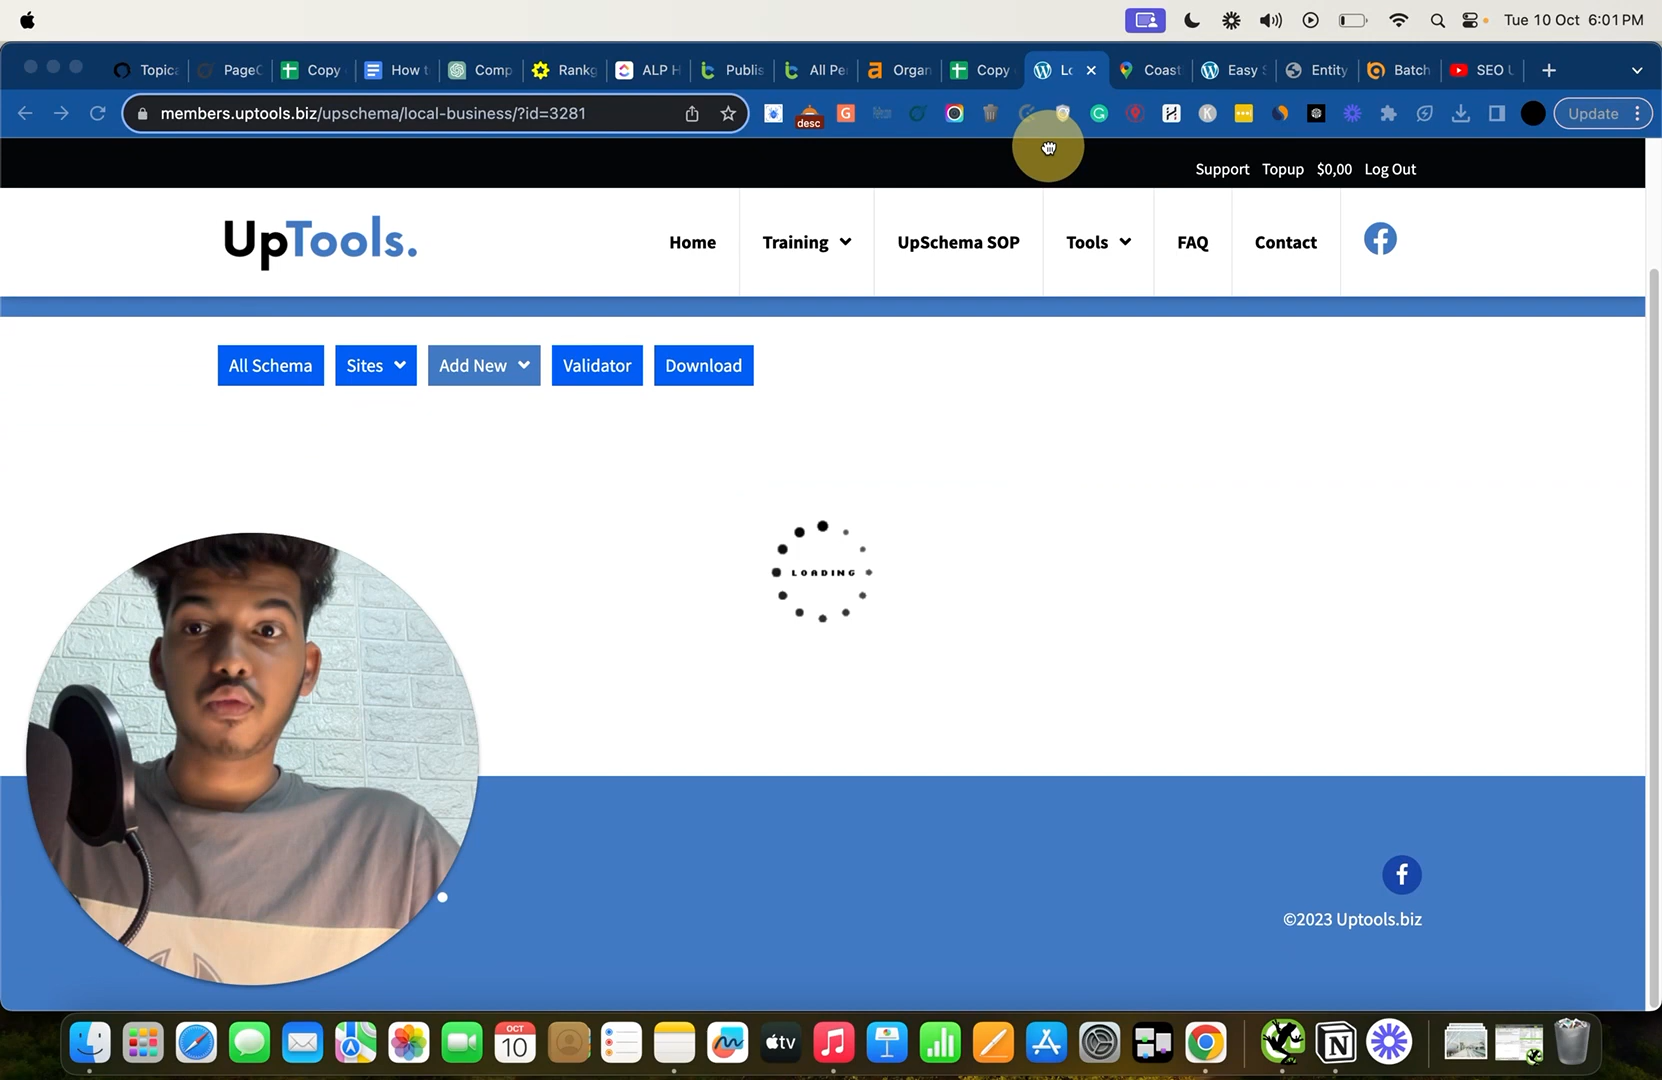 Tue 10 Oct 6:01 PM
Topica
PageO
Copy
How t
Comp
Rankg
ALP H
Publis
All Pe
Organ
Copy
Lo
Coast
Easy S
Entity
Batch
SEO U
members.uptools.biz/upschema/local-business/?id=3281
desc
Update
Support Topup $0,00 Log Out
UpTools.
Home
Training
UpSchema SOP
Tools
FAQ
Contact
All Schema
Sites
Add New
Validator
Download
LOADING
©2023 Uptools.biz
OCT
10
tv